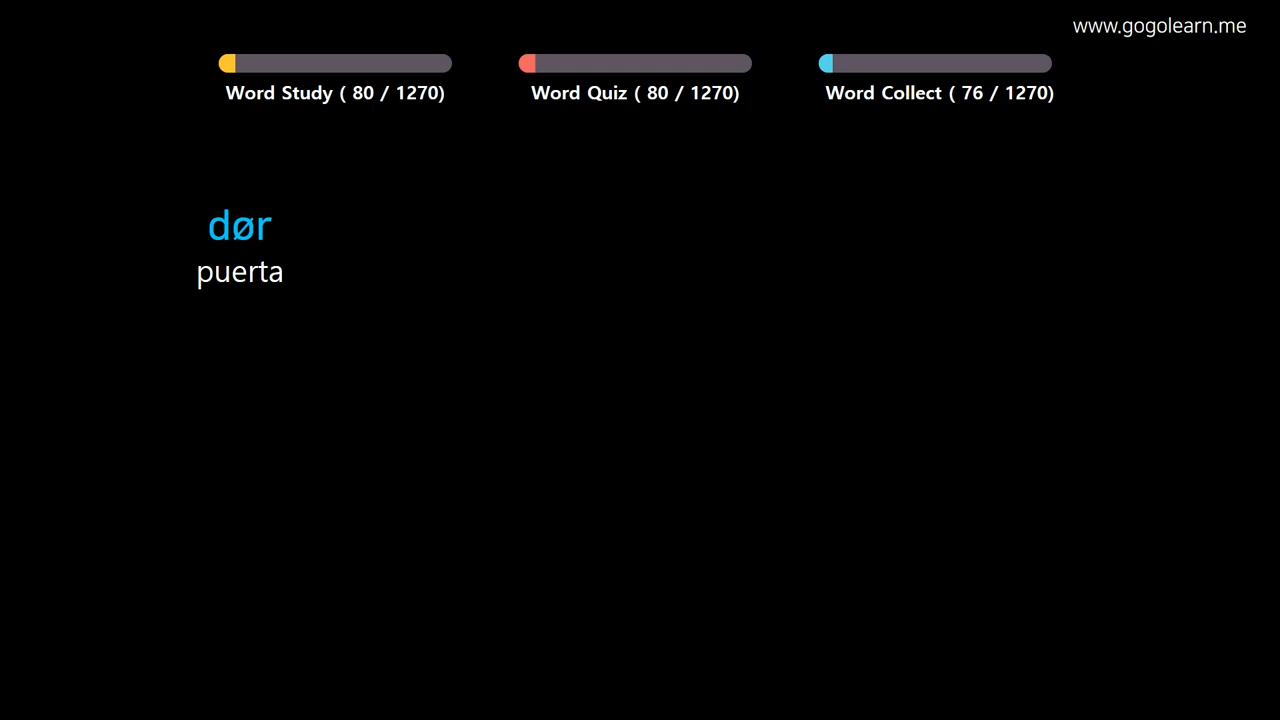 www.gogolearn.me
Word Study ( 80 / 1270)
Word Quiz ( 80 / 1270)
Word Collect ( 76 / 1270)
dør
puerta